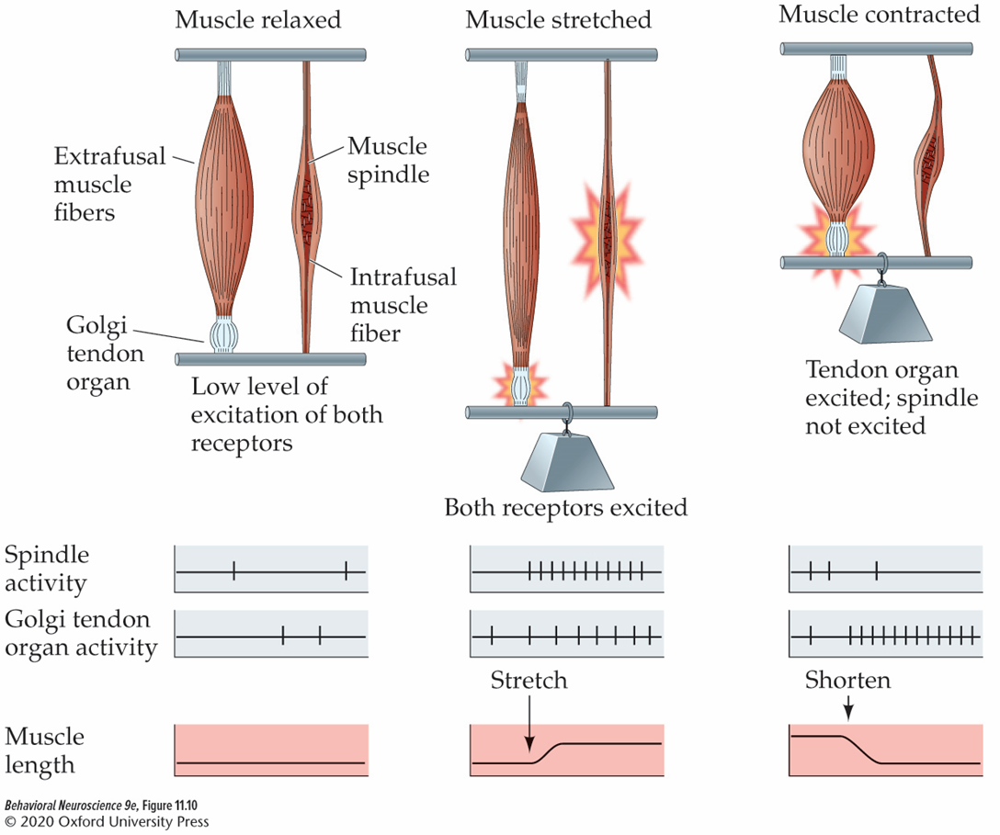 Muscle relaxed
Muscle stretched
Muscle contracted
Extrafusal
muscle
fibers
Muscle
spindle
Intrafusal
muscle
fiber
Golgi
tendon
organ
Low level of
excitation of both
receptors
Both receptors excited
Tendon organ
excited; spindle
not excited
Spindle
activity
Golgi tendon
organ activity
Stretch
Shorten
Muscle
length
Behavioral Neuroscience 9e, Figure 11.10
© 2020 Oxford University Press